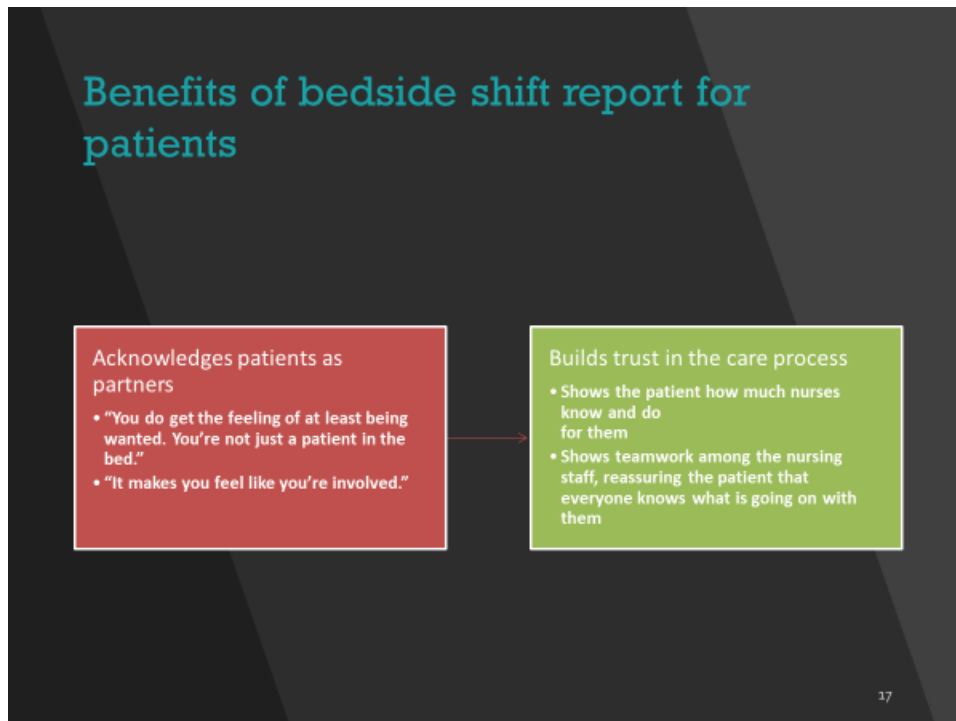 Benefits of bedside shift report for
patients
Acknowledges patients as
partners
• “You do get the feeling of at least being
wanted. You’re not just a patient in the
bed.”
• “It makes you feel like you’re involved.”
Builds trust in the care process
• Shows the patient how much nurses
know and do
for them
• Shows teamwork among the nursing
staff, reassuring the patient that
everyone knows what is going on with
them
17